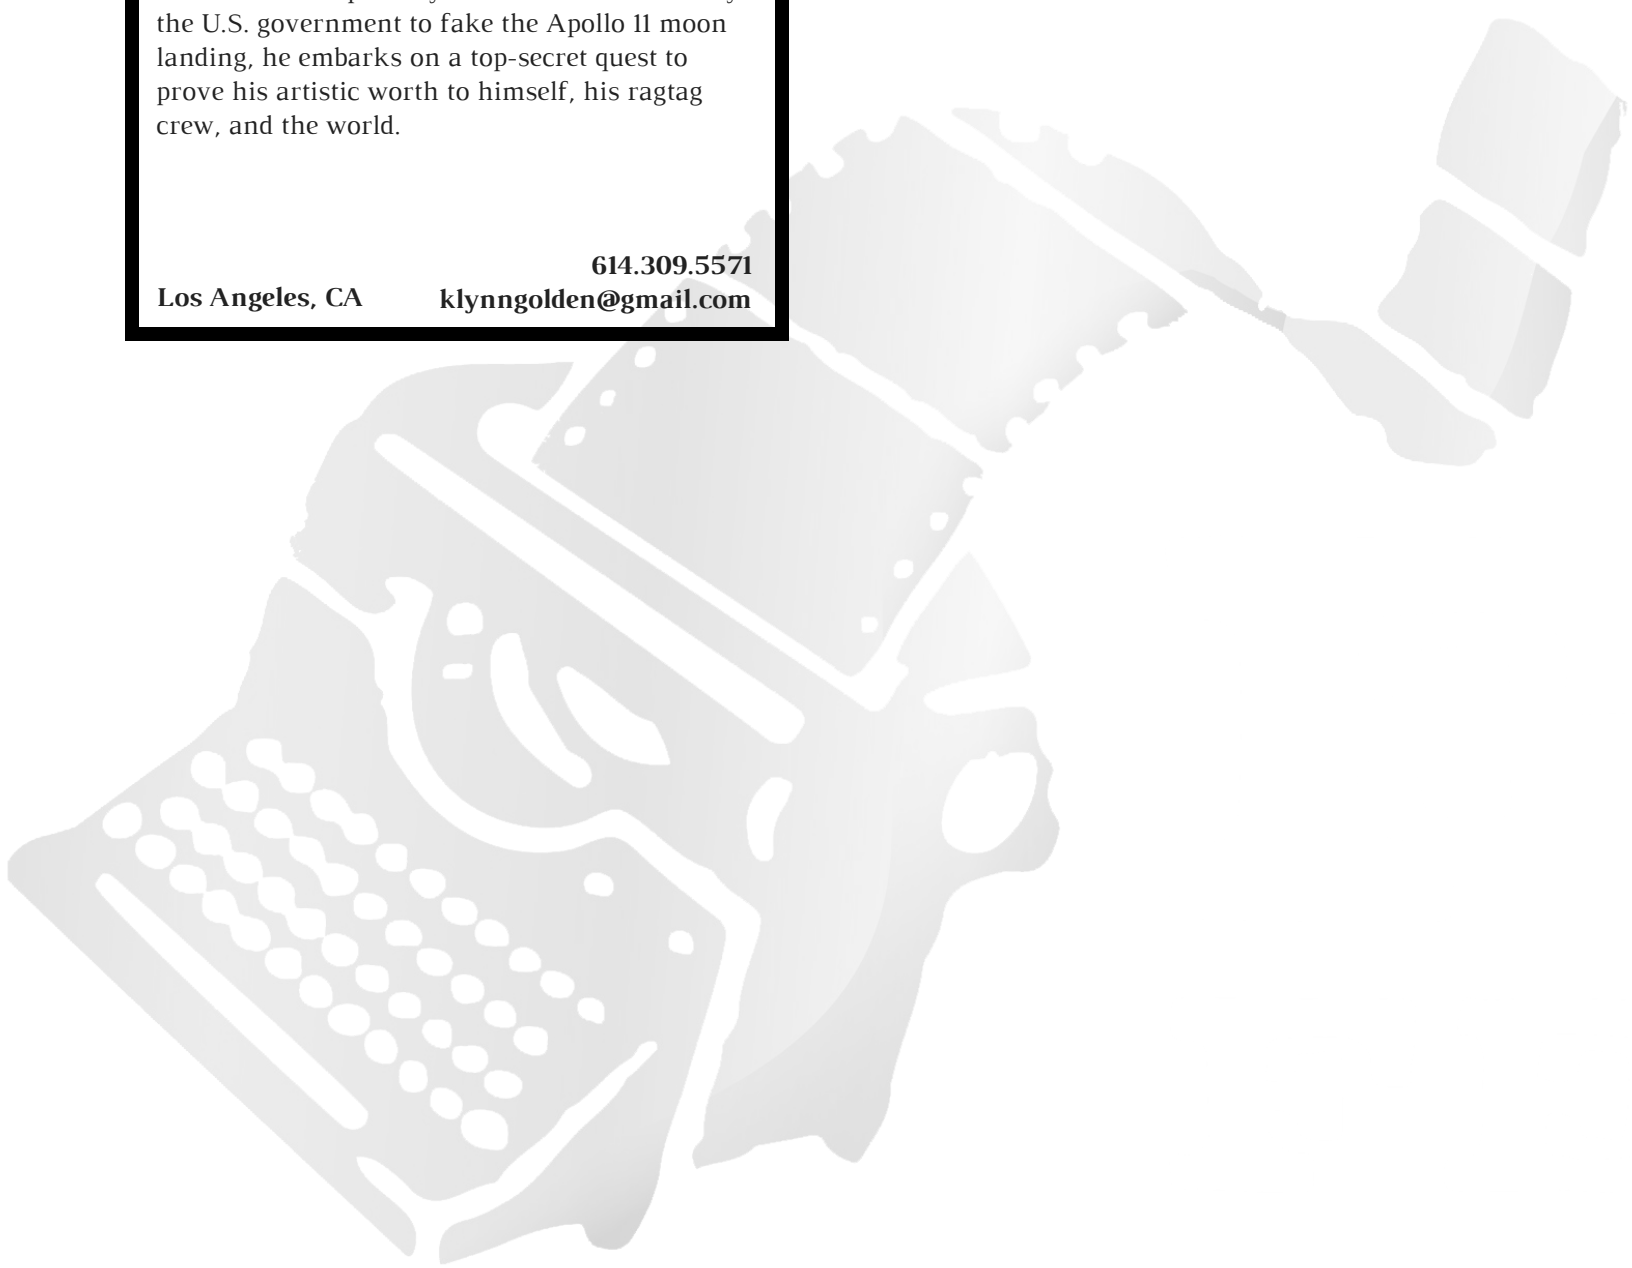 the U.S. government to fake the Apollo 11 moon
landing, he embarks on a top-secret quest to
prove his artistic worth to himself, his ragtag
crew, and the world.
614.309.5571
Los Angeles, CA klynngolden@gmail.com